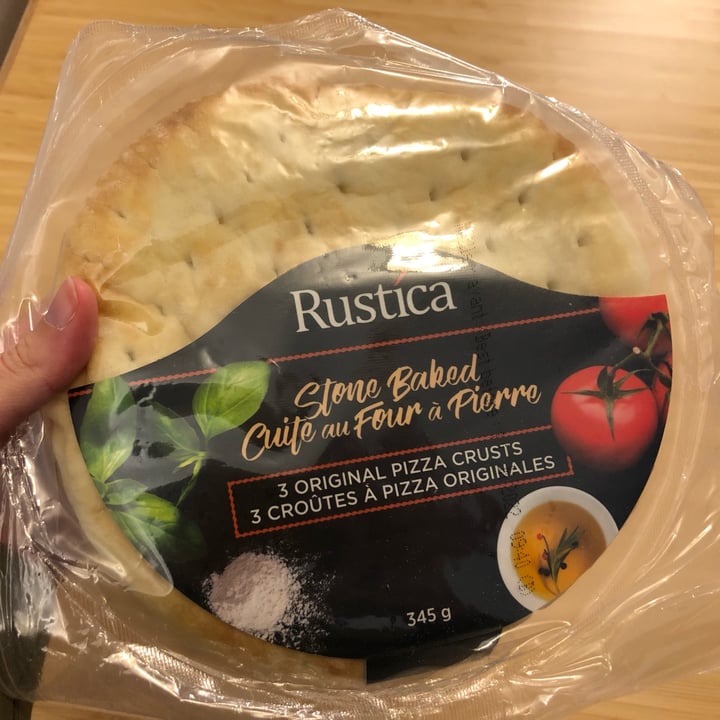 Rustica
Stone Baked
Cuite au Four à Pierre
3 ORIGINAL PIZZA CRUSTS
3 CROÛTES À PIZZA ORIGINALES
345 g